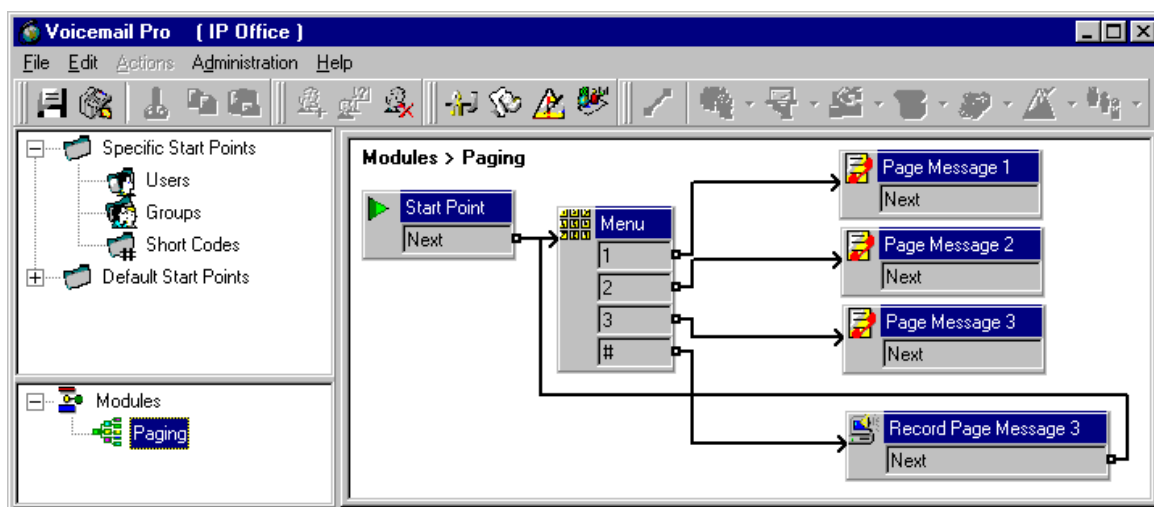 Voicemail Pro ( IP Office )
File Edit Actions Administration Help
Specific Start Points
Users
Groups
Short Codes
Default Start Points
Modules
Paging
Modules > Paging
Start Point
Next
Menu
1
2
3
#
Page Message 1
Next
Page Message 2
Next
Page Message 3
Next
Record Page Message 3
Next